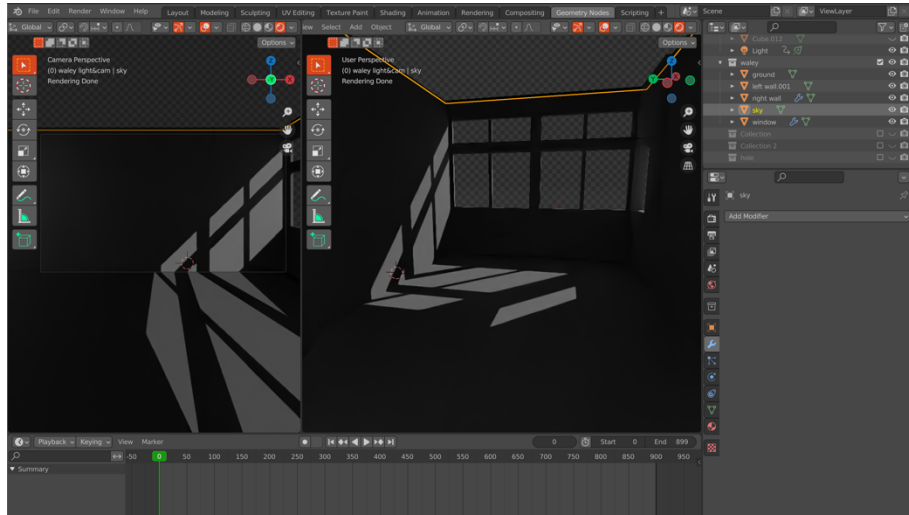 File Edit Render Window Help Layout Modeling Sculpting UV Editing Texture Paint Shading Animation Rendering Compositing Geometry Nodes Scripting + Scene ViewLayer
Global Select Add Object Global
Options Options
Camera Perspective
(0) waley light&cam | sky
Rendering Done
User Perspective
(0) waley light&cam | sky
Rendering Done
Z
Y
X
Z
Y
X
Cube.012
Light
waley
ground
left wall.001
right wall
sky
window
Collection
Collection 2
hole
sky
Add Modifier
Playback Keying View Marker 0 Start 0 End 899
-50 0 50 100 150 200 250 300 350 400 450 500 550 600 650 700 750 800 850 900 950
Summary